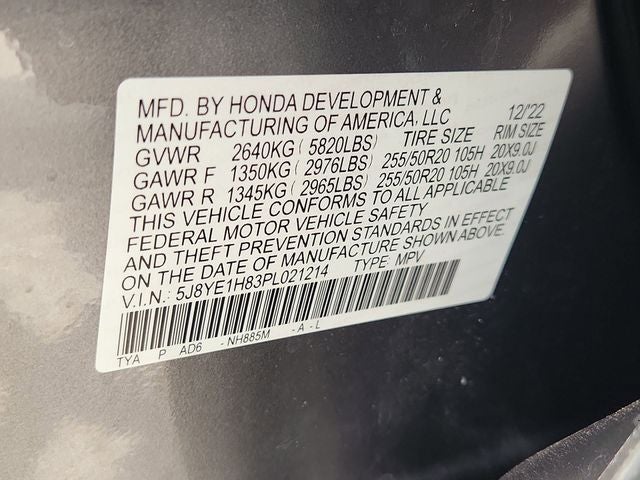 MFD. BY HONDA DEVELOPMENT &
MANUFACTURING OF AMERICA, LLC 12/'22
GVWR 2640KG ( 5820LBS) TIRE SIZE RIM SIZE
GAWR F 1350KG ( 2976LBS) 255/50R20 105H 20X9.0J
GAWR R 1345KG ( 2965LBS) 255/50R20 105H 20X9.0J
THIS VEHICLE CONFORMS TO ALL APPLICABLE
FEDERAL MOTOR VEHICLE SAFETY
AND THEFT PREVENTION STANDARDS IN EFFECT
ON THE DATE OF MANUFACTURE SHOWN ABOVE.
V.I.N.: 5J8YE1H83PL021214 TYPE: MPV
TYA P AD6 - NH885M - A - L